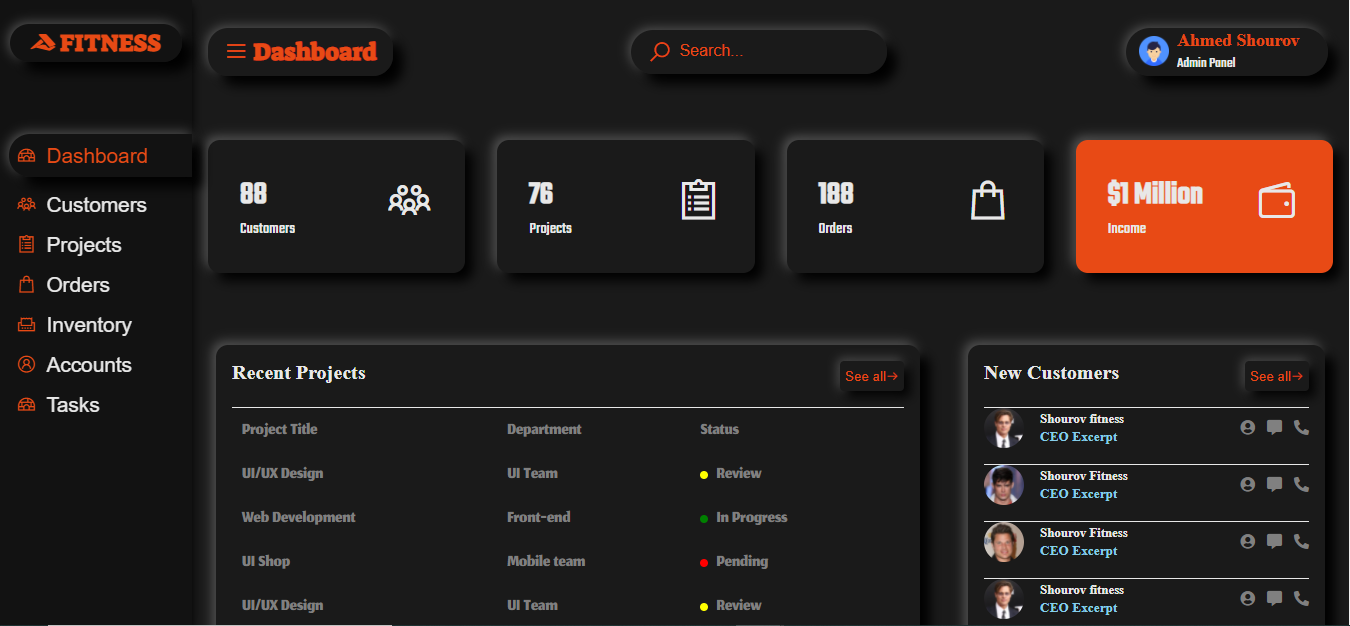 FITNESS
Dashboard
Search...
Ahmed Shourov
Admin Panel
Dashboard
Customers
Projects
Orders
Inventory
Accounts
Tasks
88
Customers
76
Projects
188
Orders
$1 Million
Income
Recent Projects
See all→
Project Title Department Status
UI/UX Design UI Team Review
Web Development Front-end In Progress
UI Shop Mobile team Pending
UI/UX Design UI Team Review
New Customers
See all→
Shourov fitness
CEO Excerpt
Shourov Fitness
CEO Excerpt
Shourov Fitness
CEO Excerpt
Shourov fitness
CEO Excerpt